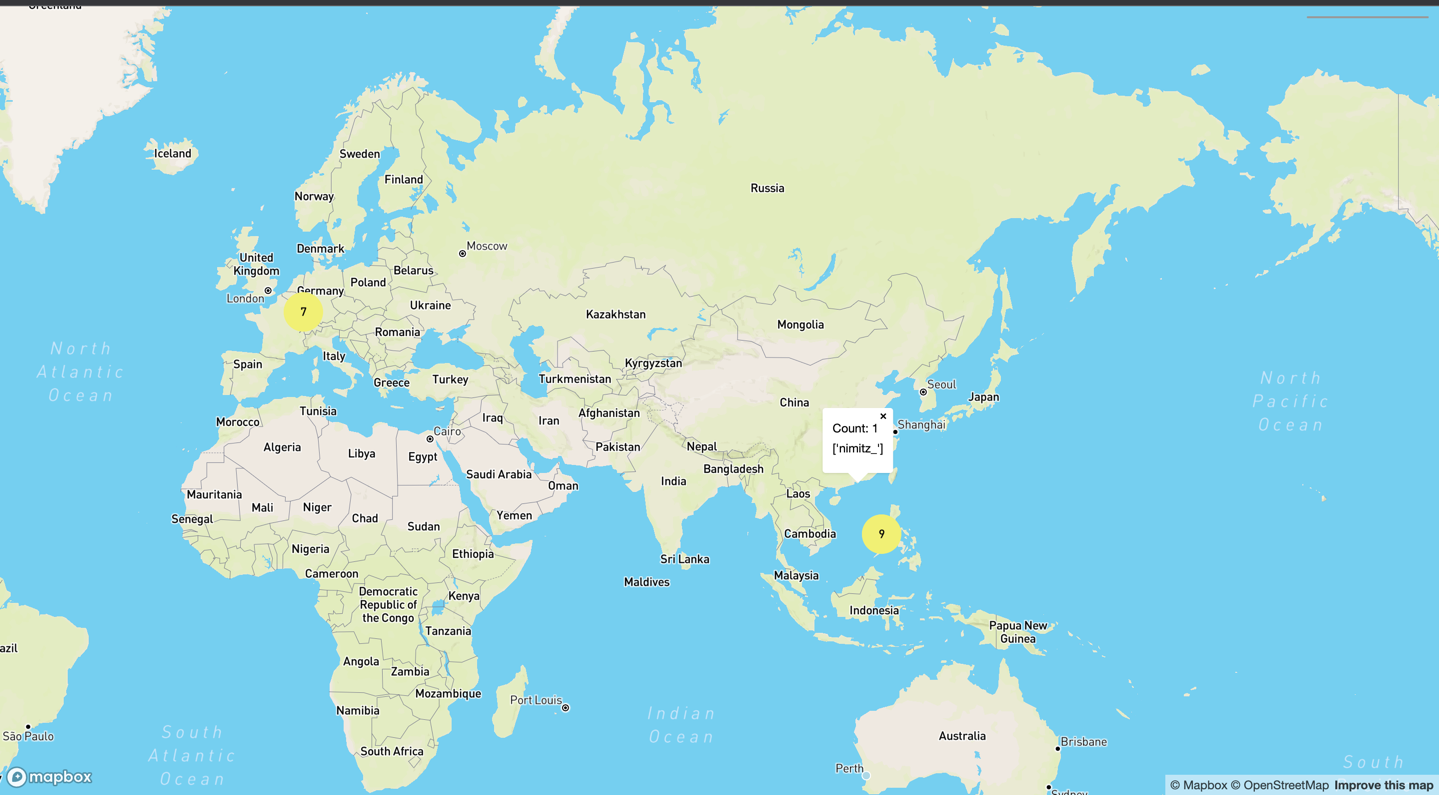 Greenland
Iceland
Sweden
Finland
Norway
Russia
Denmark
Moscow
United
Kingdom
Belarus
Poland
London
Germany
7
Ukraine
Kazakhstan
Mongolia
Romania
North
Atlantic
Ocean
Spain
Italy
Kyrgyzstan
Greece
Turkey
Turkmenistan
Seoul
Japan
North
Pacific
Ocean
China
Morocco
Tunisia
Iraq
Iran
Afghanistan
×
Count: 1
['nimitz_']
Shanghai
Cairo
Algeria
Libya
Egypt
Pakistan
Nepal
Bangladesh
Saudi Arabia
Oman
India
Laos
Mauritania
Mali
Niger
Chad
Sudan
Yemen
Senegal
9
Cambodia
Nigeria
Ethiopia
Sri Lanka
Cameroon
Maldives
Malaysia
Democratic
Republic of
the Congo
Kenya
Indonesia
Tanzania
Papua New
Guinea
azil
Angola
Zambia
Mozambique
Port Louis
Namibia
Indian
Ocean
São Paulo
South
Atlantic
Ocean
South Africa
Australia
Brisbane
Perth
South
Sydney
mapbox
© Mapbox © OpenStreetMap Improve this map